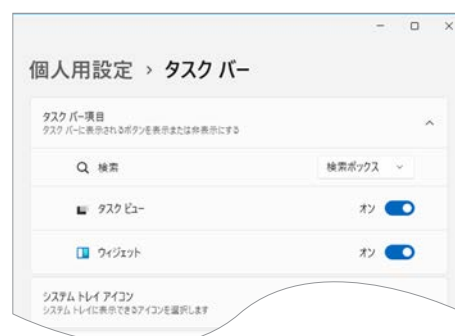 個人用設定 › タスク バー
タスク バー項目
タスク バーに表示されるボタンを表示または非表示にする
検索 検索ボックス
タスク ビュー オン
ウィジェット オン
システム トレイ アイコン
システム トレイに表示できるアイコンを選択します